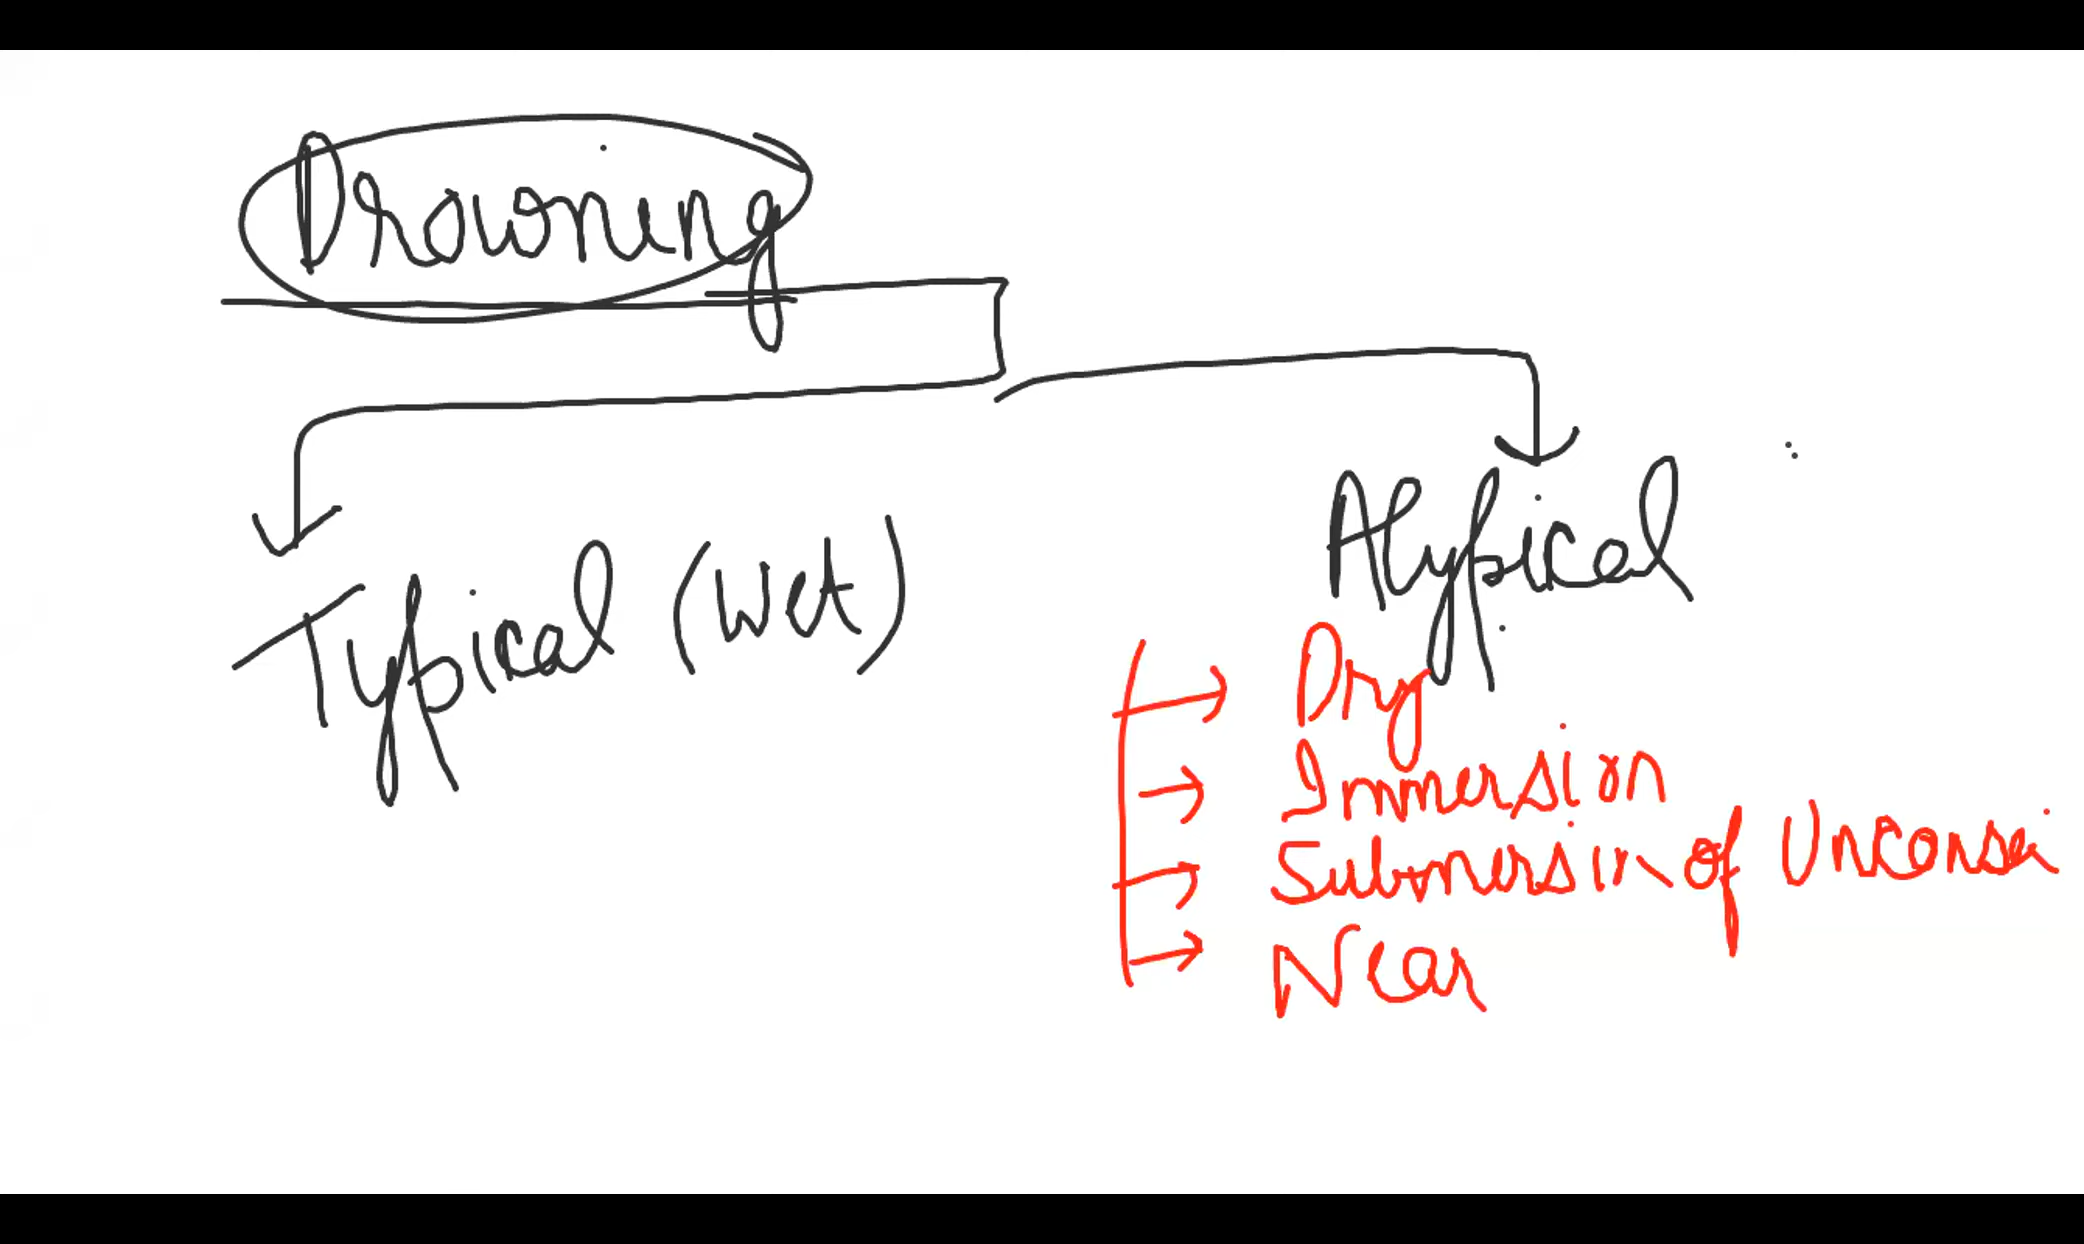 Drowning
Typical (Wet)
Atypical
Dry
Immersion
Submersion of Unconsci
Near